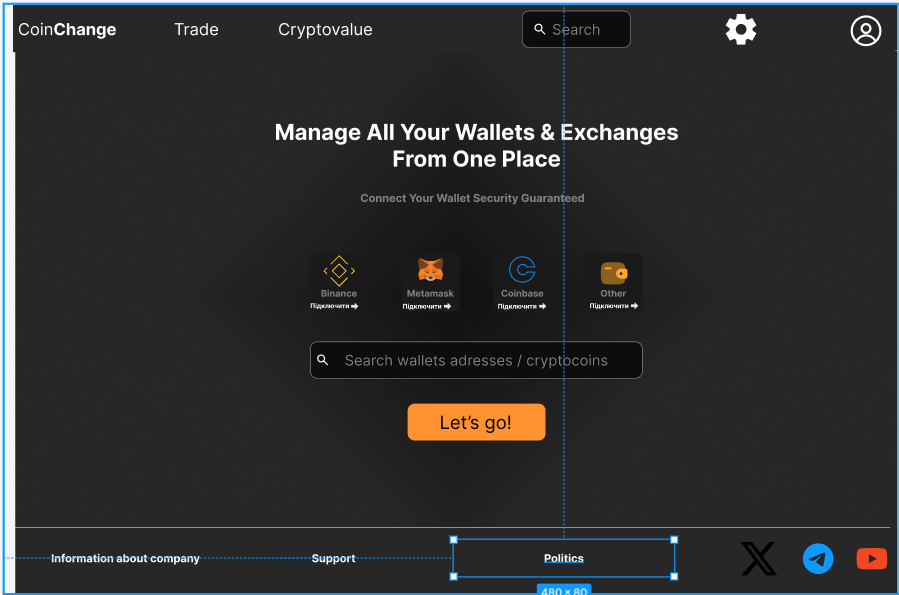 CoinChange Trade Cryptovalue Search
Manage All Your Wallets & Exchanges
From One Place
Connect Your Wallet Security Guaranteed
Binance Metamask Coinbase Other
Підключити Підключити Підключити Підключити
Search wallets adresses / cryptocoins
Let's go!
Information about company Support Politics
480 × 80